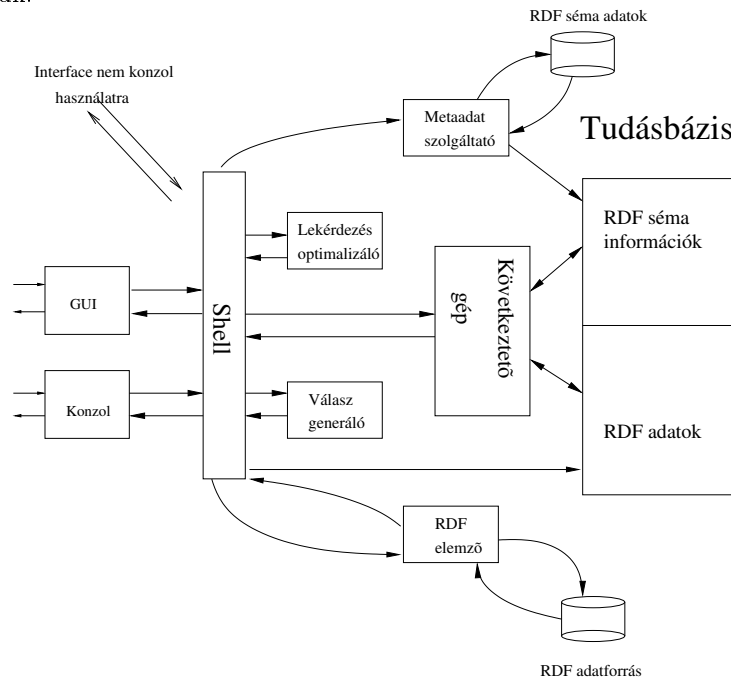 RDF séma adatok
Interface nem konzol
használatra
Metaadat
szolgáltató
Tudásbázis
RDF séma
információk
Lekérdezés
optimalizáló
Következtetõ
gép
GUI
Shell
Konzol
Válasz
generáló
RDF adatok
RDF
elemzõ
RDF adatforrás